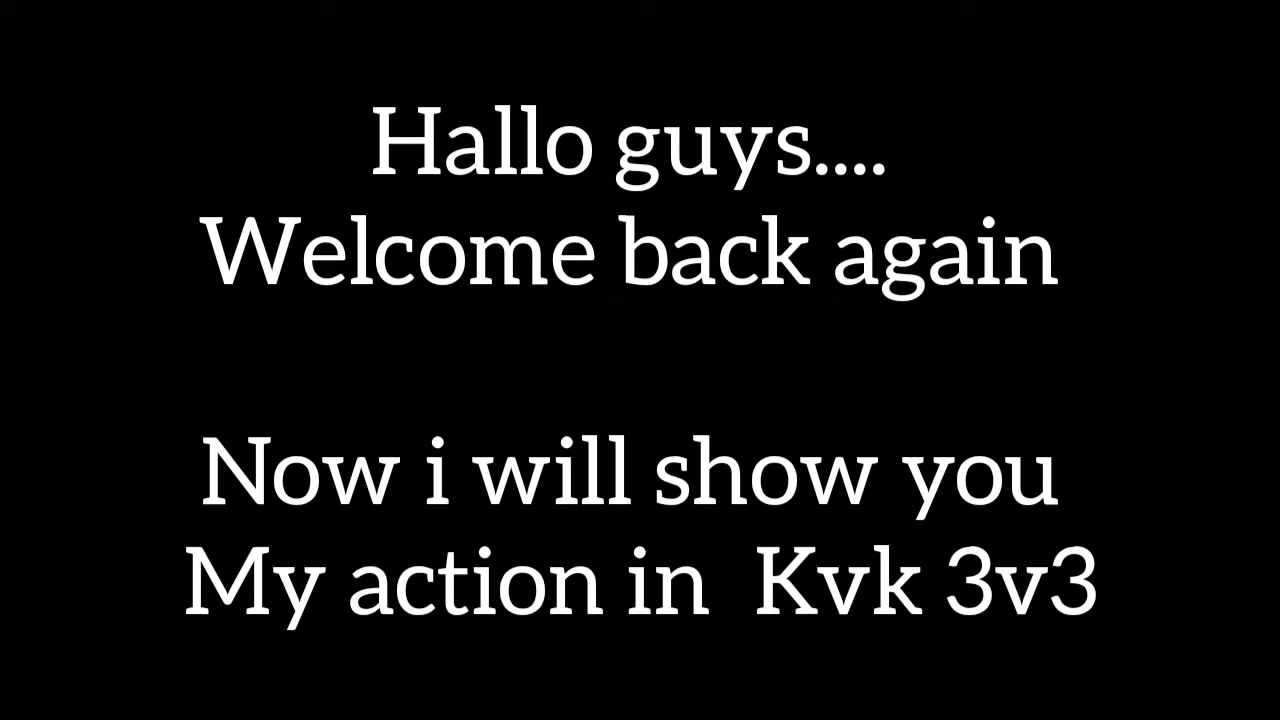 Hallo guys....
Welcome back again
Now i will show you
My action in  Kvk 3v3